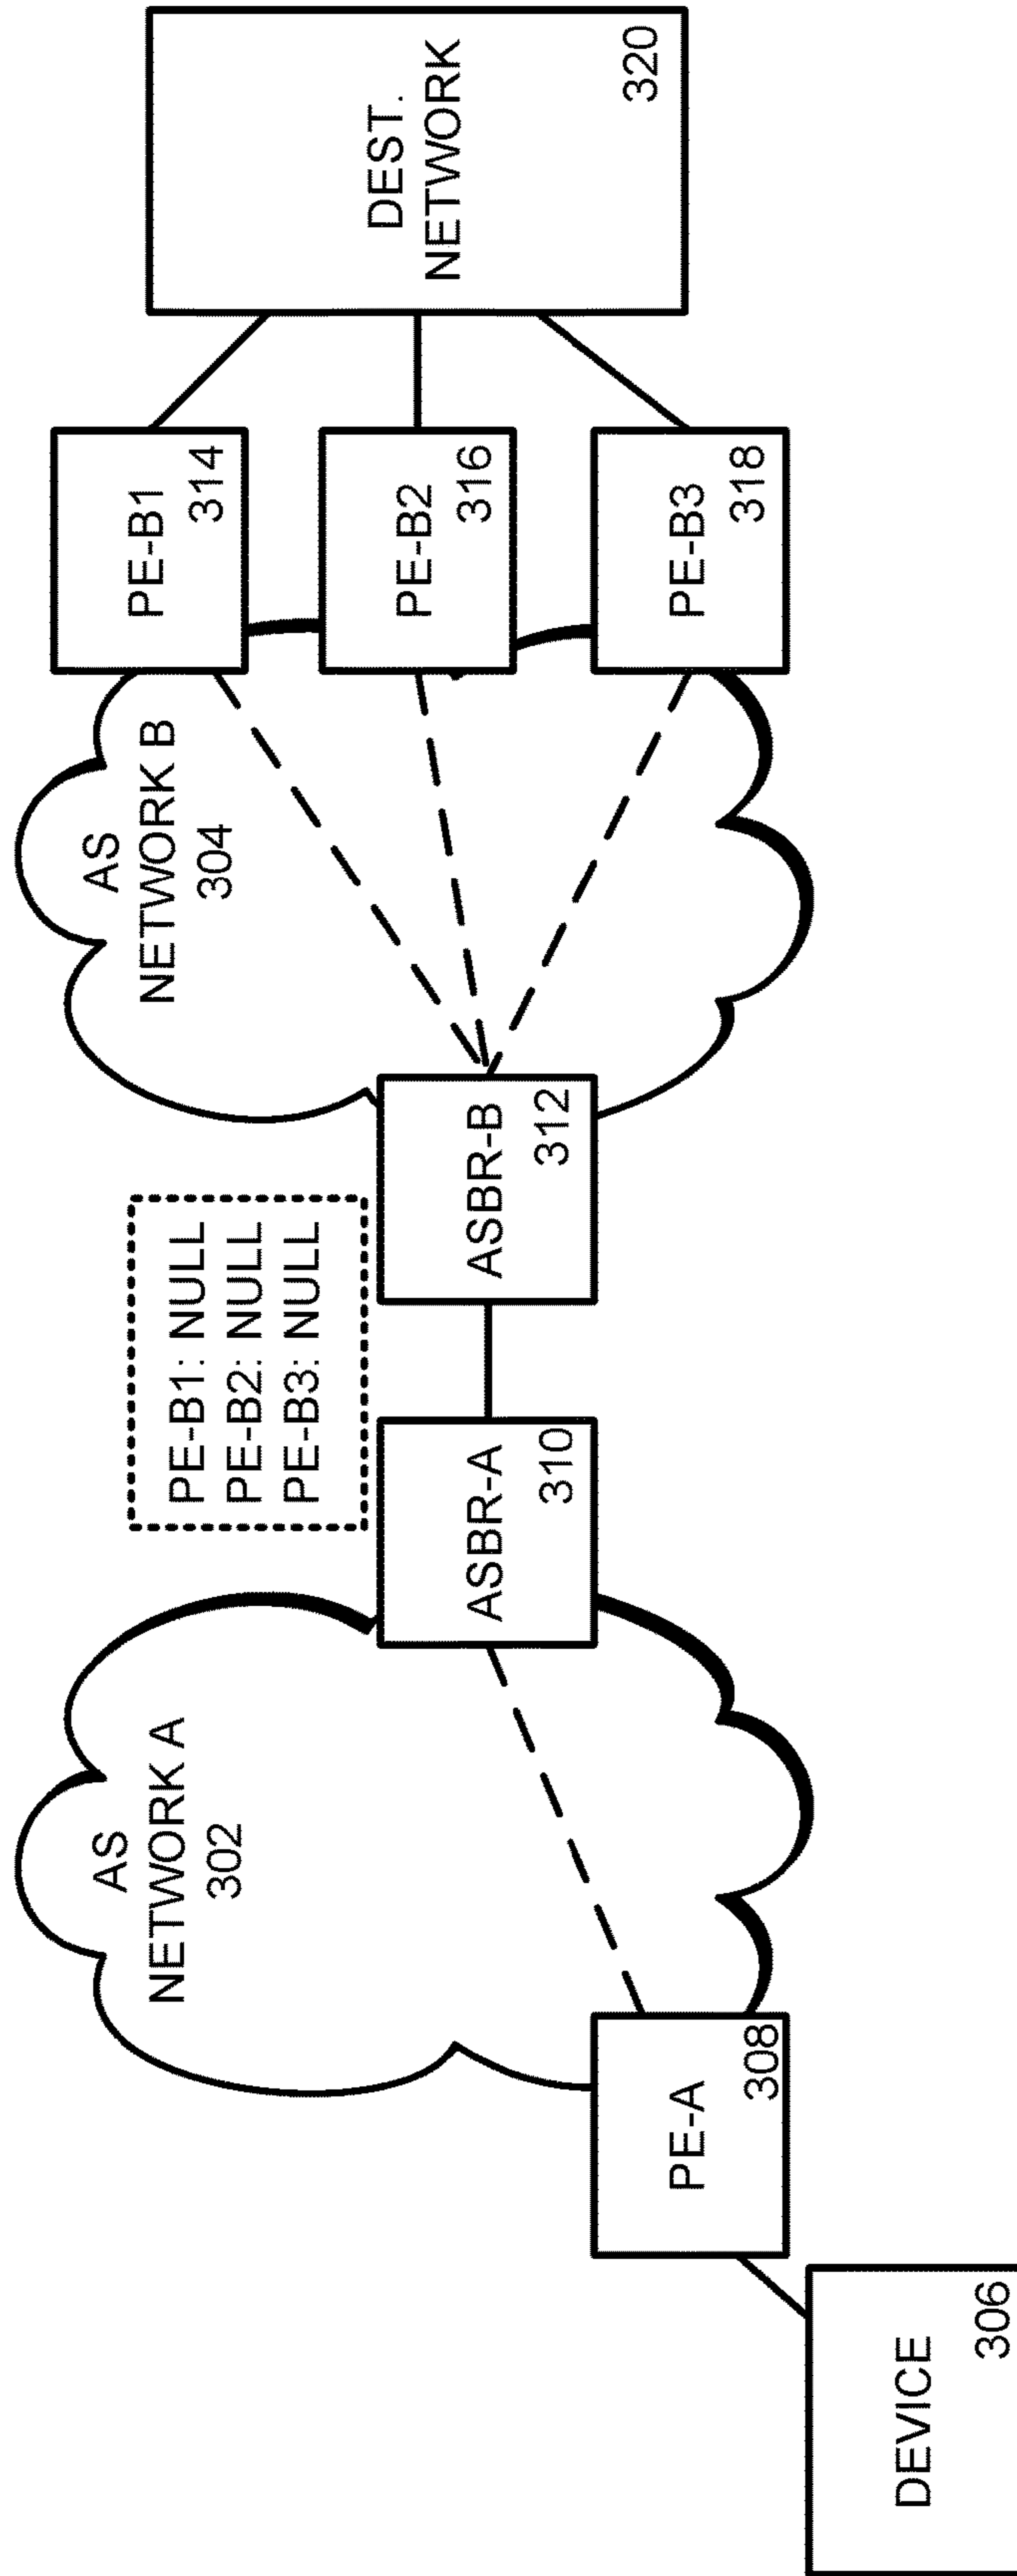 AS
NETWORK A
302
DEVICE
306
PE-A
308
ASBR-A
310
PE-B1: NULL
PE-B2: NULL
PE-B3: NULL
ASBR-B
312
AS
NETWORK B
304
PE-B1
314
PE-B2
316
PE-B3
318
DEST.
NETWORK
320